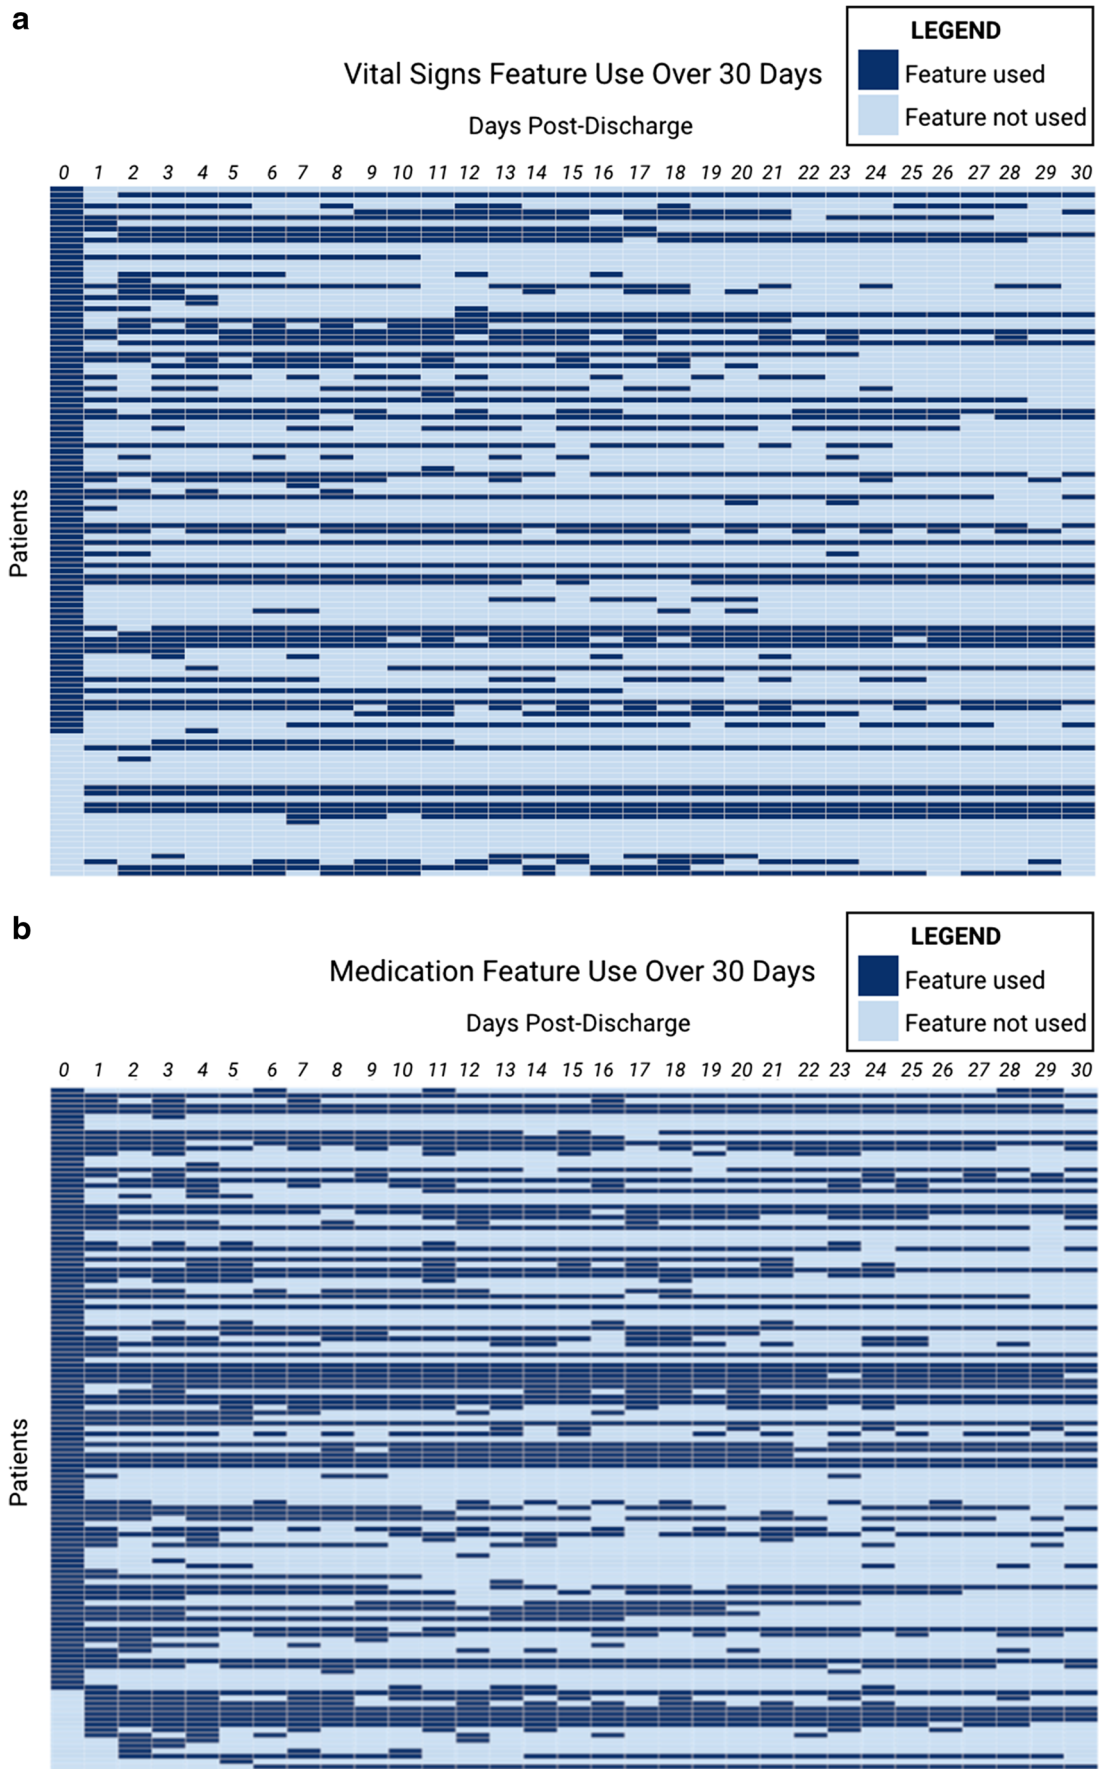 a
LEGEND
Feature used
Feature not used
Vital Signs Feature Use Over 30 Days
Days Post-Discharge
0 1 2 3 4 5 6 7 8 9 10 11 12 13 14 15 16 17 18 19 20 21 22 23 24 25 26 27 28 29 30
Patients
b
LEGEND
Feature used
Feature not used
Medication Feature Use Over 30 Days
Days Post-Discharge
0 1 2 3 4 5 6 7 8 9 10 11 12 13 14 15 16 17 18 19 20 21 22 23 24 25 26 27 28 29 30
Patients